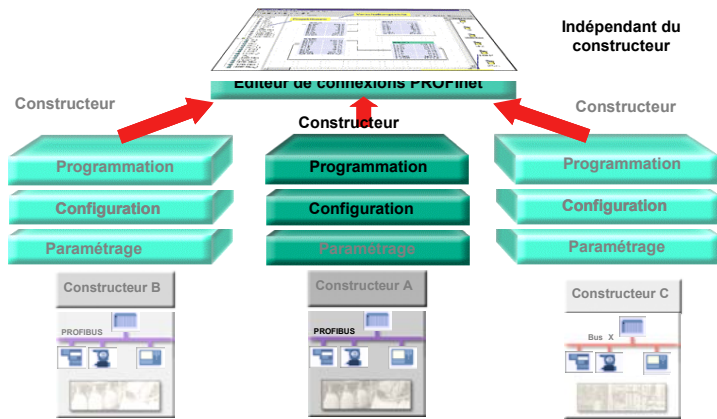 Indépendant du
constructeur
Editeur de connexions PROFInet
Constructeur
Constructeur
Constructeur
Programmation
Programmation
Programmation
Configuration
Configuration
Configuration
Paramétrage
Paramétrage
Paramétrage
Constructeur B
Constructeur A
Constructeur C
PROFIBUS
PROFIBUS
Bus X